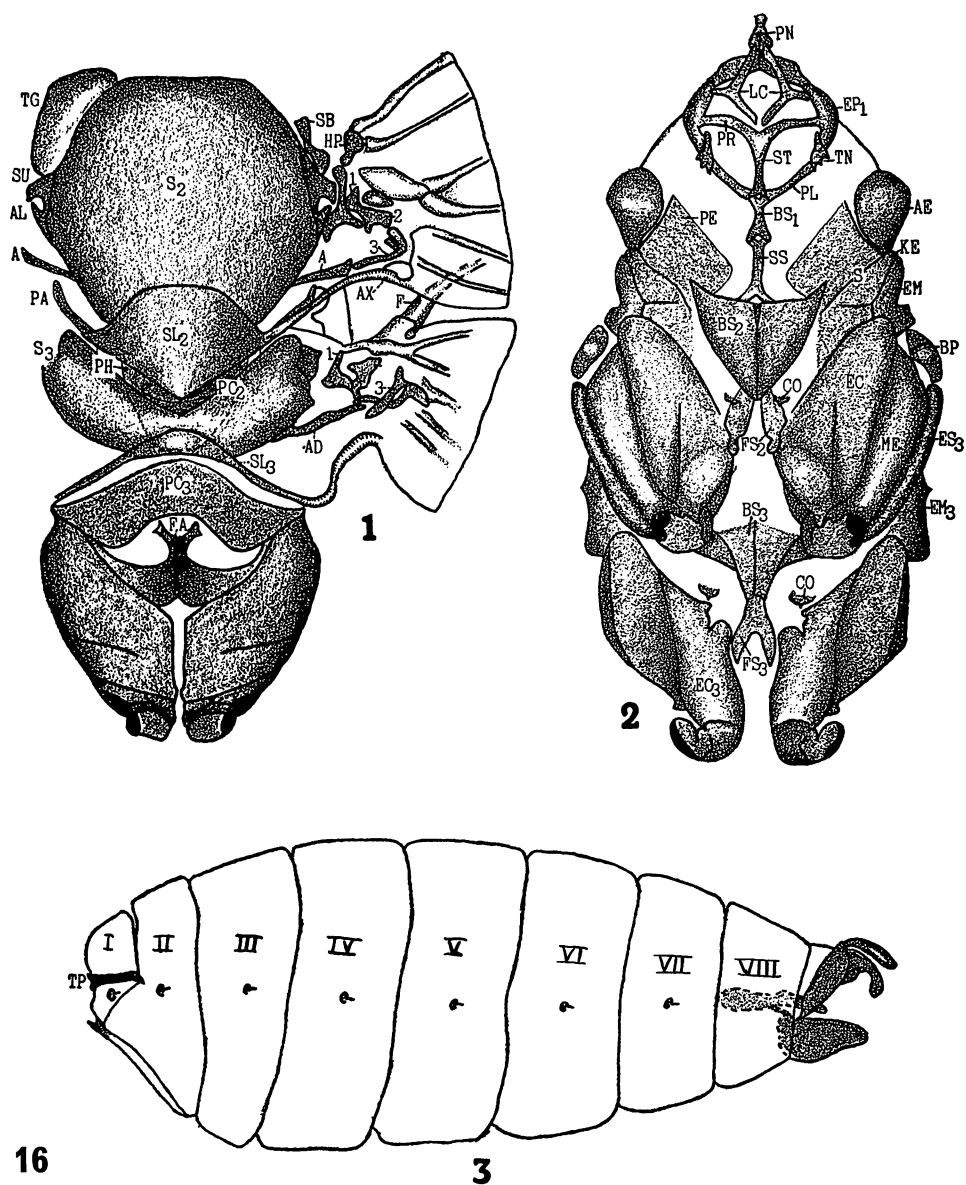 TG
SU
AL
A
PA
S3
S2
SL2
PH
PC2
SL3
PC3
FA
SB
HP
1
2
3
A
AX
F
1
3
AD
1
PN
LC
EP1
PR
ST
TN
PL
BS1
PE
AE
SS
KE
S
EM
BS2
BP
CO
EC
FS2
ME
ES3
BS3
EM3
CO
FS3
EC3
2
I II III IV V VI VII VIII
TP
16
3